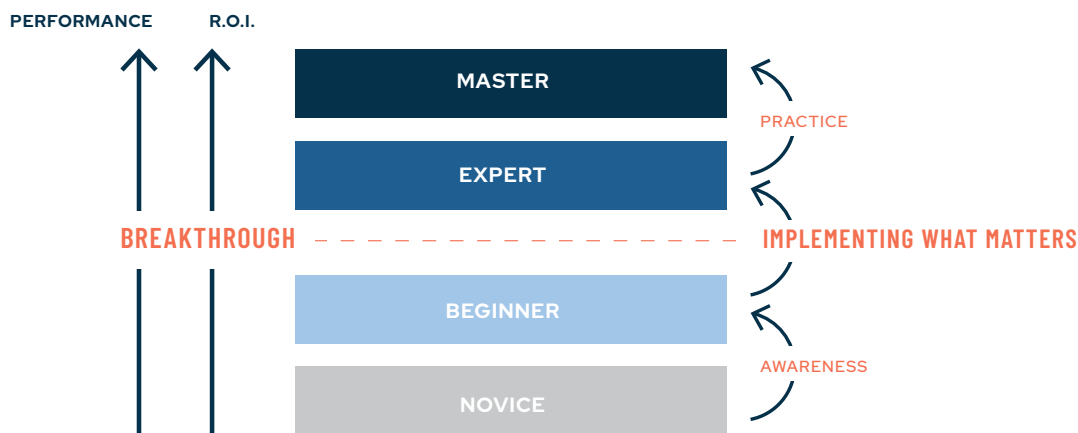 PERFORMANCE R.O.I.
MASTER
PRACTICE
EXPERT
BREAKTHROUGH IMPLEMENTING WHAT MATTERS
BEGINNER
AWARENESS
NOVICE